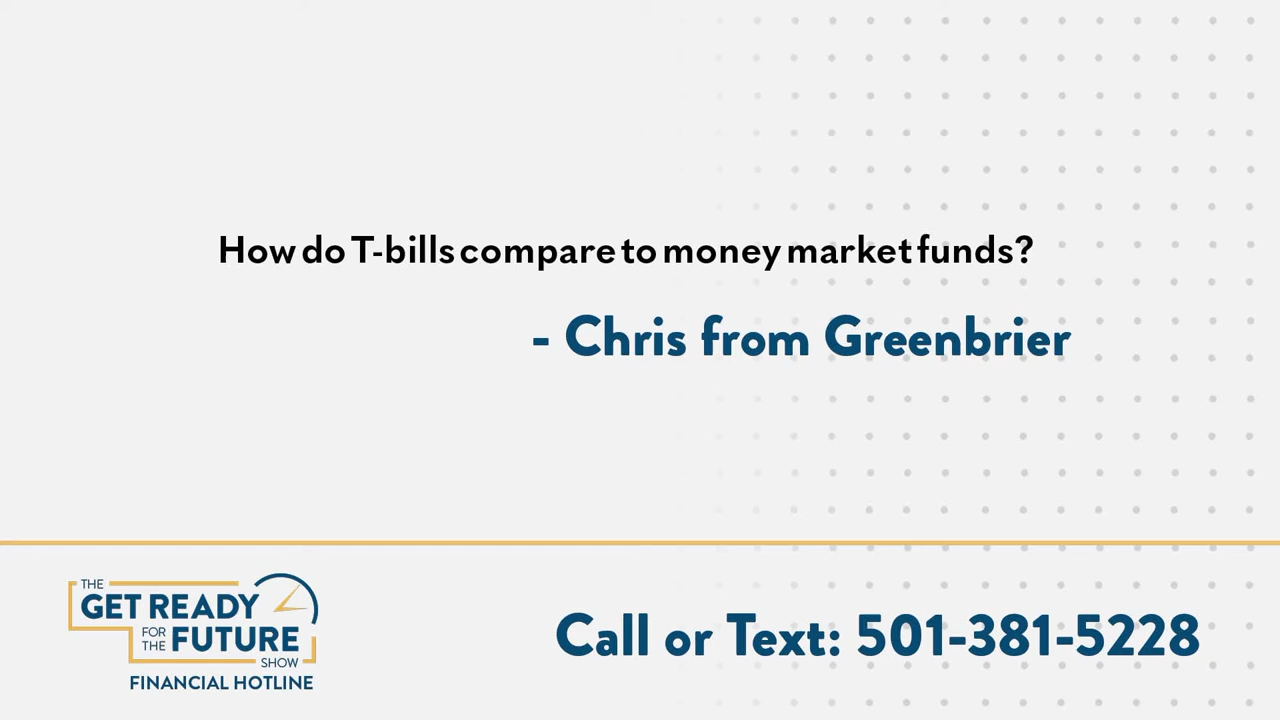 How do T-bills compare to money market funds?
- Chris from Greenbrier
THE
GET READY
FOR THE FUTURE
SHOW
FINANCIAL HOTLINE
Call or Text: 501-381-5228